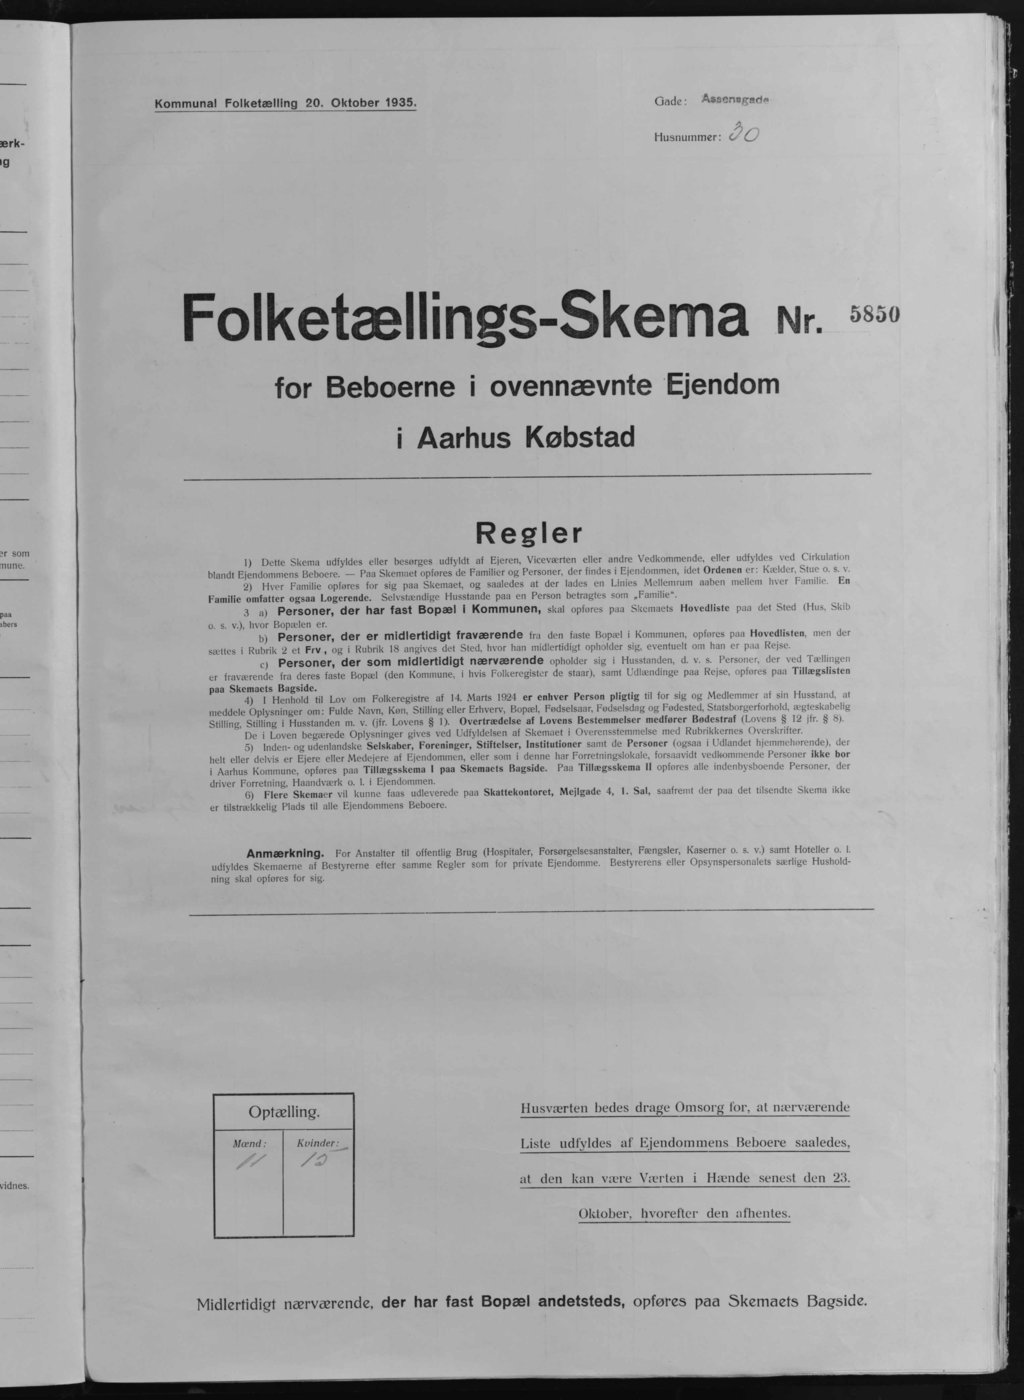 Kommunal Folketælling 20. Oktober 1935.
Gade: Assensgade
Husnummer: 30
Folketællings-Skema Nr. 5850
for Beboerne i ovennævnte Ejendom
i Aarhus Købstad
Regler
1) Dette Skema udfyldes eller besørges udfyldt af Ejeren, Viceværten eller andre Vedkommende, eller udfyldes ved Cirkulation
blandt Ejendommens Beboere. — Paa Skemaet opføres de Familier og Personer, der findes i Ejendommen, idet Ordenen er: Kælder, Stue o. s. v.
2) Hver Familie opføres for sig paa Skemaet, og saaledes at der lades en Linies Mellemrum aaben mellem hver Familie. En
Familie omfatter ogsaa Logerende. Selvstændige Husstande paa en Person betragtes som „Familie“.
3 a) Personer, der har fast Bopæl i Kommunen, skal opføres paa Skemaets Hovedliste paa det Sted (Hus, Skib
o. s. v.), hvor Bopælen er.
b) Personer, der er midlertidigt fraværende fra den faste Bopæl i Kommunen, opføres paa Hovedlisten, men der
sættes i Rubrik 2 et Frv, og i Rubrik 18 angives det Sted, hvor han midlertidigt opholder sig, eventuelt om han er paa Rejse.
c) Personer, der som midlertidigt nærværende opholder sig i Husstanden, d. v. s. Personer, der ved Tællingen
er fraværende fra deres faste Bopæl (den Kommune, i hvis Folkeregister de staar), samt Udlændinge paa Rejse, opføres paa Tillægslisten
paa Skemaets Bagside.
4) I Henhold til Lov om Folkeregistre af 14. Marts 1924 er enhver Person pligtig til for sig og Medlemmer af sin Husstand, at
meddele Oplysninger om: Fulde Navn, Køn, Stilling eller Erhverv, Bopæl, Fødselsaar, Fødselsdag og Fødested, Statsborgerforhold, ægteskabelig
Stilling, Stilling i Husstanden m. v. (jfr. Lovens § 1). Overtrædelse af Lovens Bestemmelser medfører Bødestraf (Lovens § 12 jfr. § 8).
De i Loven begærede Oplysninger gives ved Udfyldelsen af Skemaet i Overensstemmelse med Rubrikkernes Overskrifter.
5) Inden- og udenlandske Selskaber, Foreninger, Stiftelser, Institutioner samt de Personer (ogsaa i Udlandet hjemmehørende), der
helt eller delvis er Ejere eller Medejere af Ejendommen, eller som i denne har Forretningslokale, forsaavidt vedkommende Personer ikke bor
i Aarhus Kommune, opføres paa Tillægsskema I paa Skemaets Bagside. Paa Tillægsskema II opføres alle indenbysboende Personer, der
driver Forretning, Haandværk o. l. i Ejendommen.
6) Flere Skemaer vil kunne faas udleverede paa Skattekontoret, Mejlgade 4, 1. Sal, saafremt der paa det tilsendte Skema ikke
er tilstrækkelig Plads til alle Ejendommens Beboere.
Anmærkning. For Anstalter til offentlig Brug (Hospitaler, Forsørgelsesanstalter, Fængsler, Kaserner o. s. v.) samt Hoteller o. l.
udfyldes Skemaerne af Bestyrerne efter samme Regler som for private Ejendomme. Bestyrerens eller Opsynspersonalets særlige Hushold-
ning skal opføres for sig.
Optælling.
Mænd: Kvinder:
11 15
Husværten bedes drage Omsorg for, at nærværende
Liste udfyldes af Ejendommens Beboere saaledes,
at den kan være Værten i Hænde senest den 23.
Oktober, hvorefter den afhentes.
Midlertidigt nærværende, der har fast Bopæl andetsteds, opføres paa Skemaets Bagside.